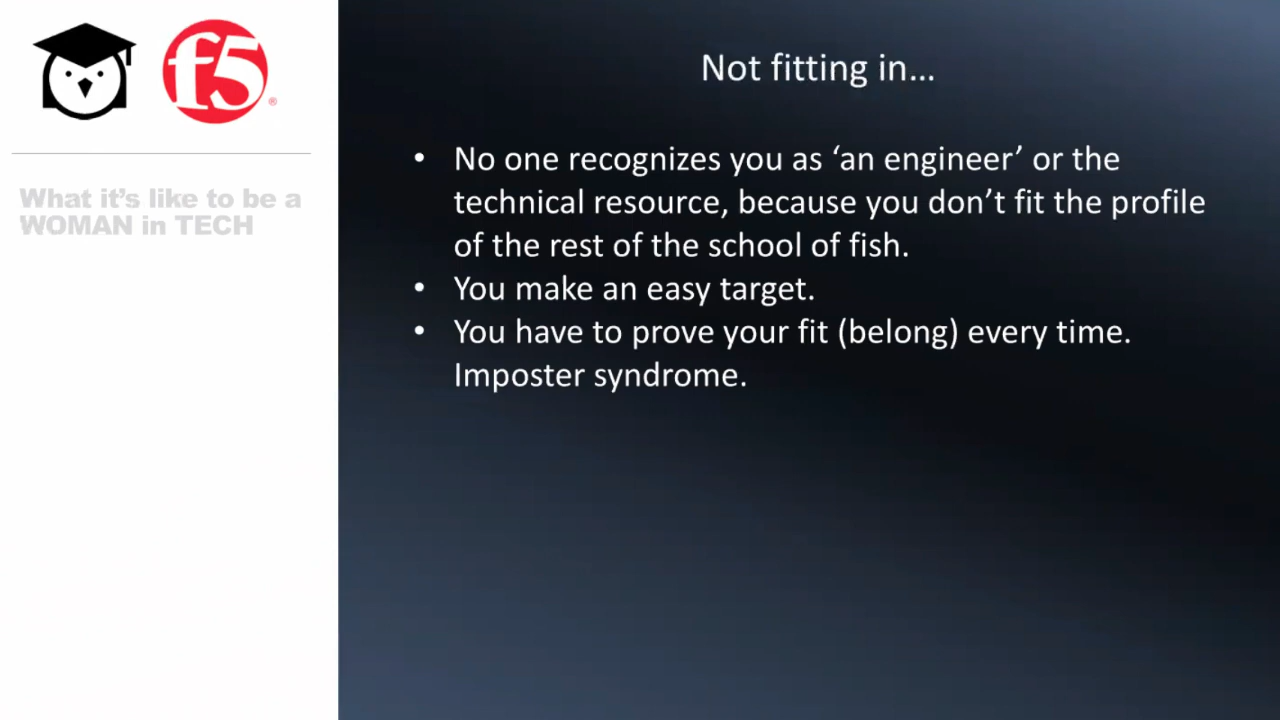 f5
®
What it’s like to be a
WOMAN in TECH
Not fitting in...
• No one recognizes you as ‘an engineer’ or the
technical resource, because you don’t fit the profile
of the rest of the school of fish.
• You make an easy target.
• You have to prove your fit (belong) every time.
Imposter syndrome.